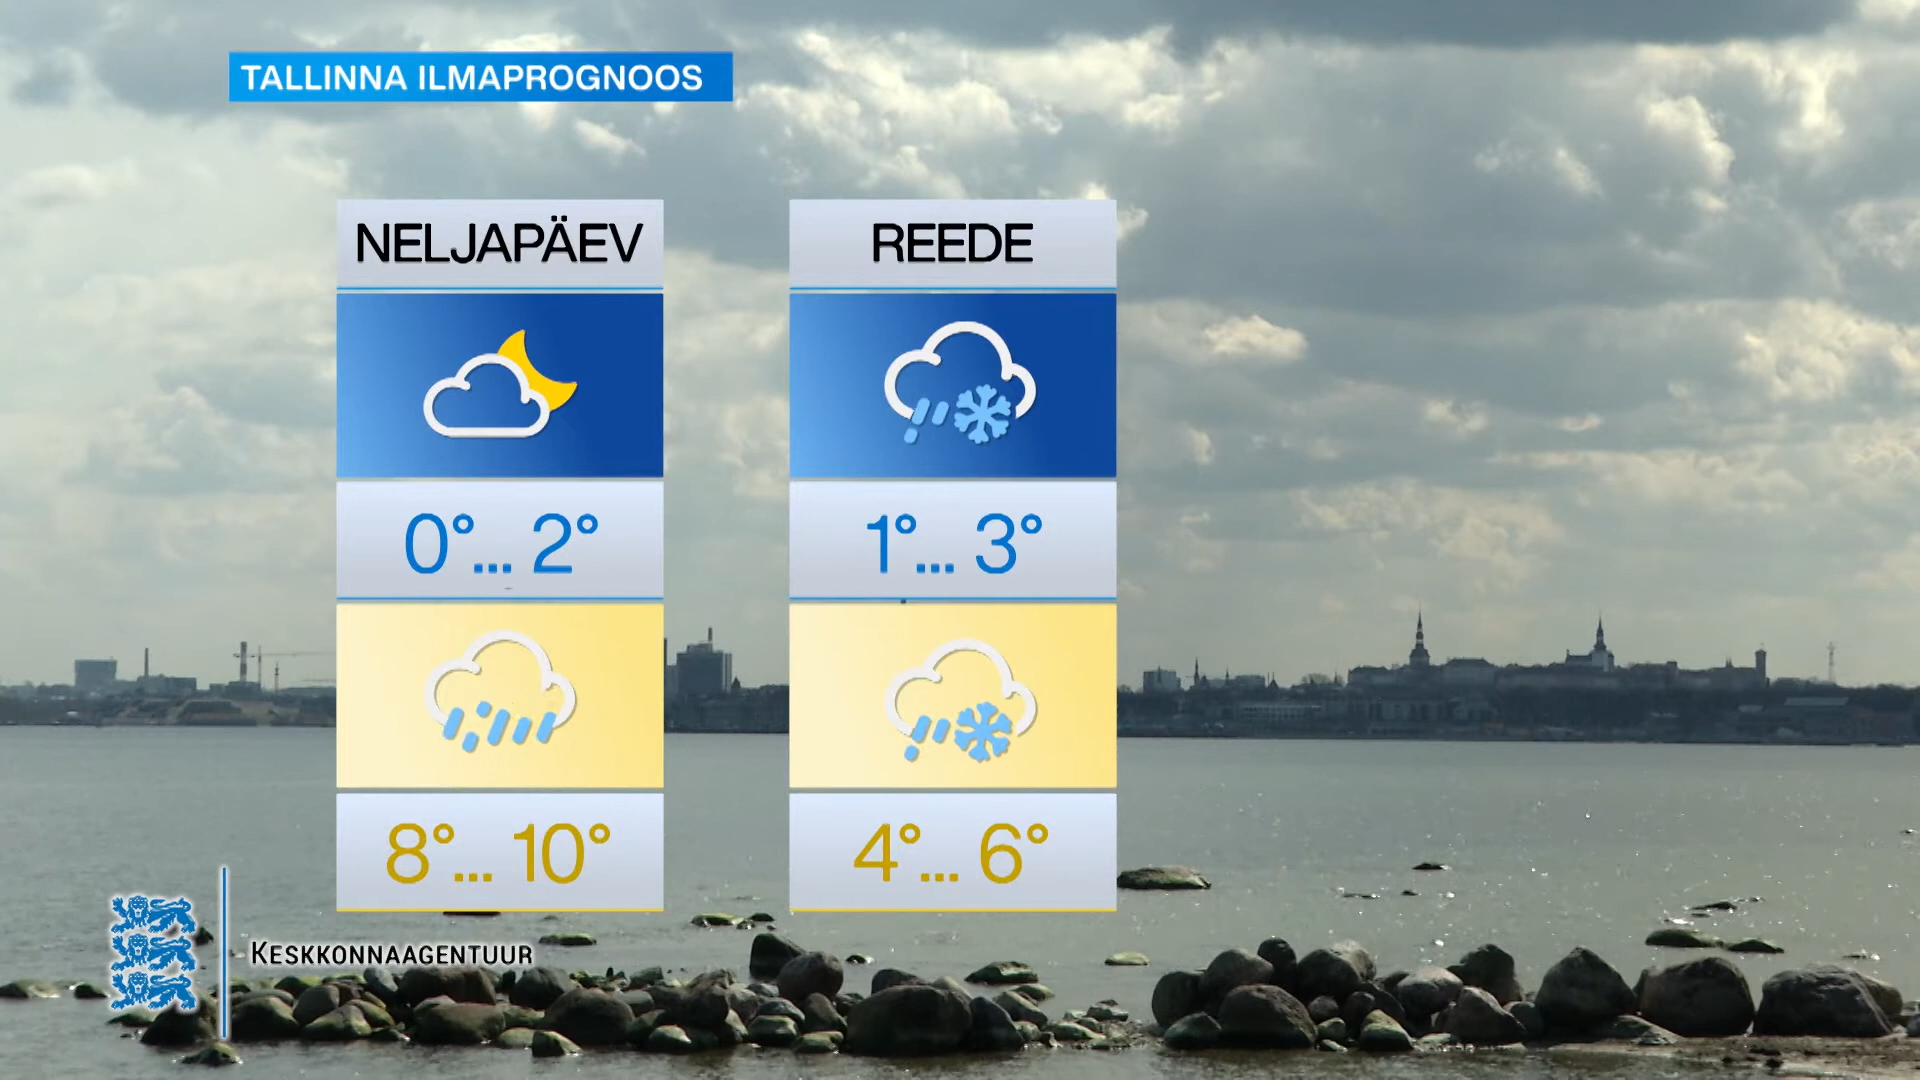 TALLINNA ILMAPROGNOOS
NELJAPÄEV
0°... 2°
8°... 10°
REEDE
1°... 3°
4°... 6°
KESKKONNAAGENTUUR